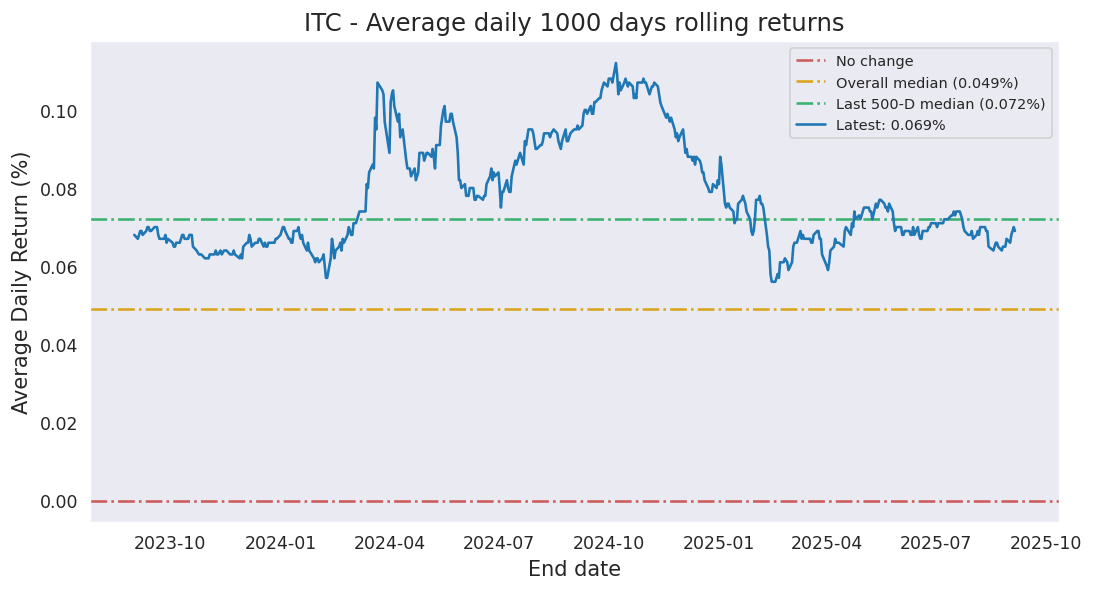 ITC - Average daily 1000 days rolling returns
No change
Overall median (0.049%)
Last 500-D median (0.072%)
Latest: 0.069%
Average Daily Return (%)
0.10
0.08
0.06
0.04
0.02
0.00
2023-10 2024-01 2024-04 2024-07 2024-10 2025-01 2025-04 2025-07 2025-10
End date